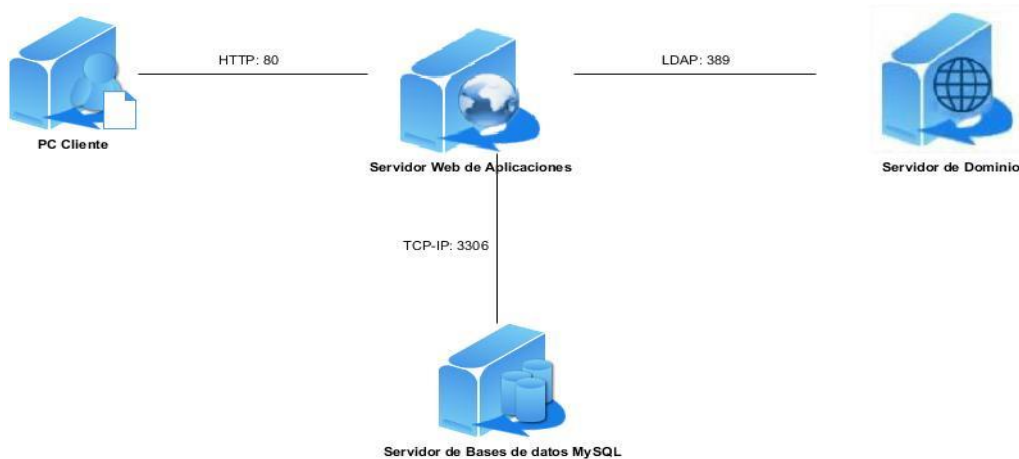 HTTP: 80
LDAP: 389
PC Cliente
Servidor Web de Aplicaciones
Servidor de Dominio
TCP-IP: 3306
Servidor de Bases de datos MySQL